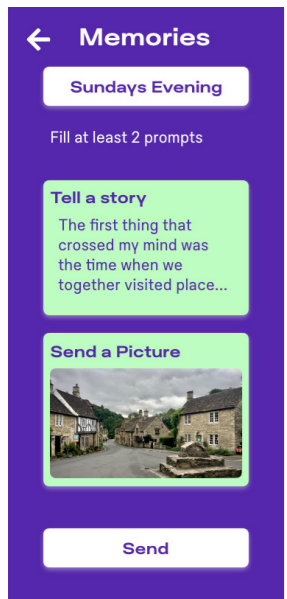 Memories
Sundays Evening
Fill at least 2 prompts
Tell a story
The first thing that
crossed my mind was
the time when we
together visited place...
Send a Picture
Send